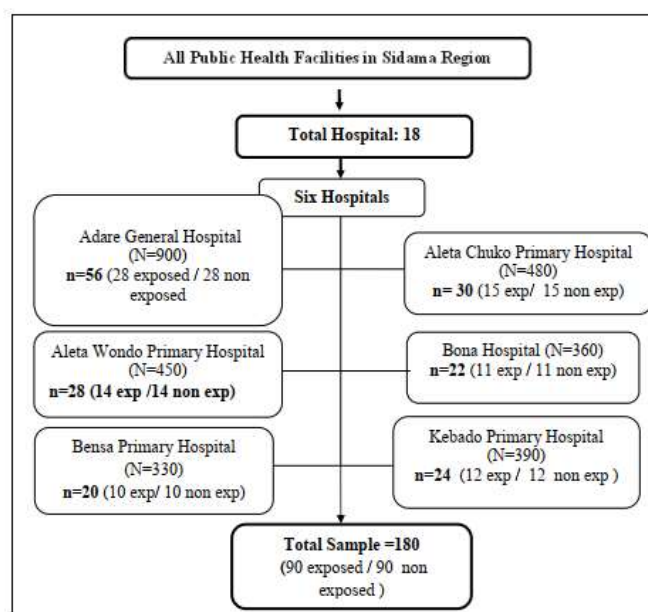 All Public Health Facilities in Sidama Region
Total Hospital: 18
Six Hospitals
Adare General Hospital
(N=900)
n=56 (28 exposed / 28 non
exposed
Aleta Chuko Primary Hospital
(N=480)
n= 30 (15 exp/ 15 non exp)
Aleta Wondo Primary Hospital
(N=450)
n=28 (14 exp /14 non exp)
Bona Hospital (N=360)
n=22 (11 exp / 11 non exp)
Bensa Primary Hospital
(N=330)
n=20 (10 exp/ 10 non exp)
Kebado Primary Hospital
(N=390)
n=24 (12 exp / 12 non exp )
Total Sample =180
(90 exposed / 90 non
exposed )